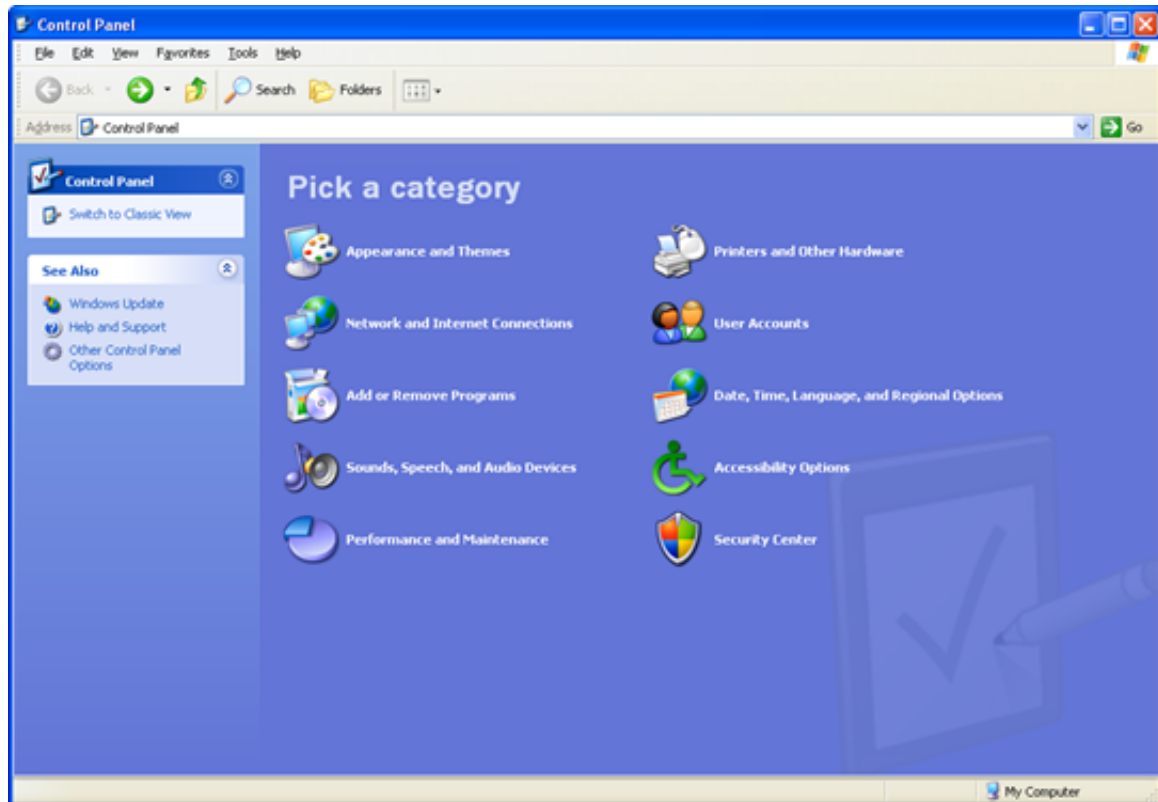 Control Panel
File Edit View Favorites Tools Help
Back Search Folders
Address Control Panel Go
Control Panel
Switch to Classic View
See Also
Windows Update
Help and Support
Other Control Panel
Options
Pick a category
Appearance and Themes
Printers and Other Hardware
Network and Internet Connections
User Accounts
Add or Remove Programs
Date, Time, Language, and Regional Options
Sounds, Speech, and Audio Devices
Accessibility Options
Performance and Maintenance
Security Center
My Computer